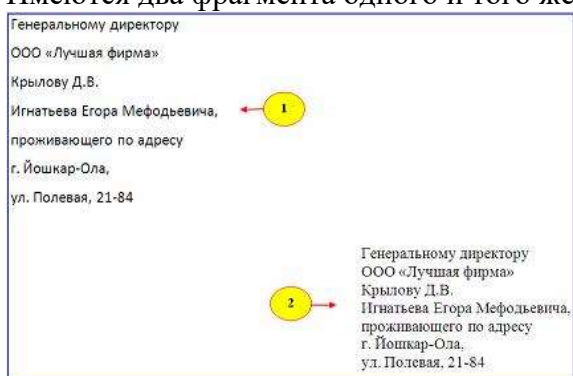 Имеются два фрагмента одного и того же
Генеральному директору
ООО «Лучшая фирма»
Крылову Д.В.
Игнатьева Егора Мефодьевича,
1
проживающего по адресу
г. Йошкар-Ола,
ул. Полевая, 21-84
Генеральному директору
ООО «Лучшая фирма»
Крылову Д.В.
2
Игнатьева Егора Мефодьевича,
проживающего по адресу
г. Йошкар-Ола,
ул. Полевая, 21-84